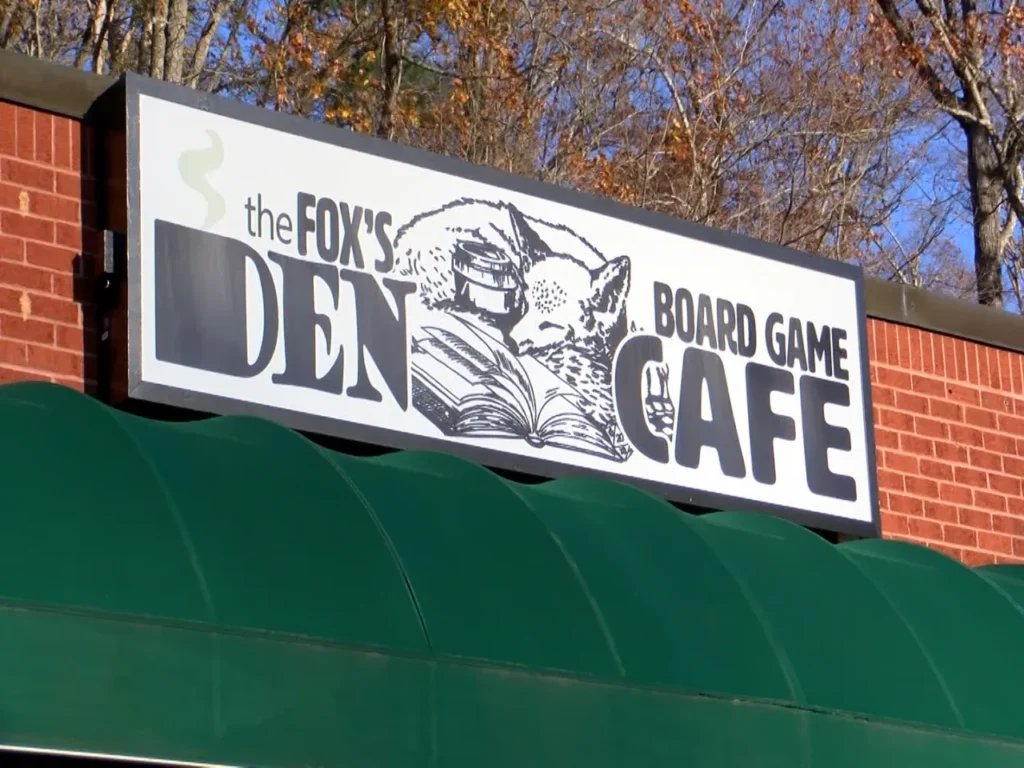 the FOX'S
DEN
BOARD GAME
CAFE